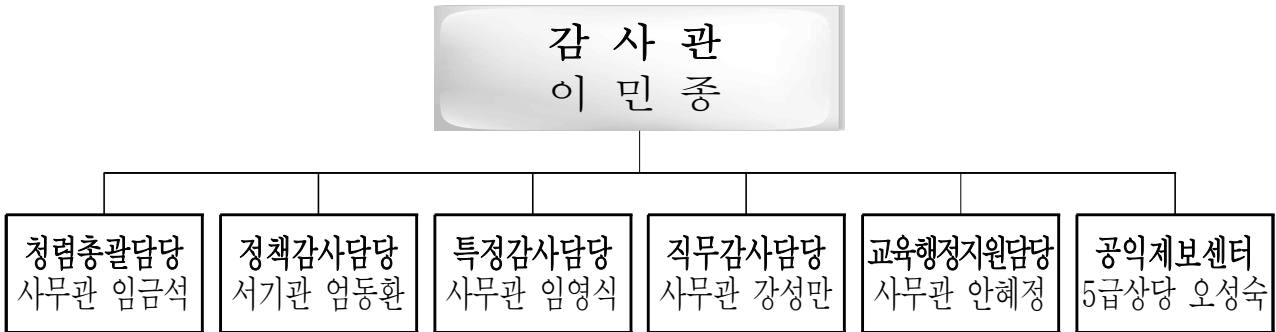 감 사 관
이 민 종
청렴총괄담당
사무관 임금석
정책감사담당
서기관 엄동환
특정감사담당
사무관 임영식
직무감사담당
사무관 강성만
교육행정지원담당
사무관 안혜정
공익제보센터
5급상당 오성숙